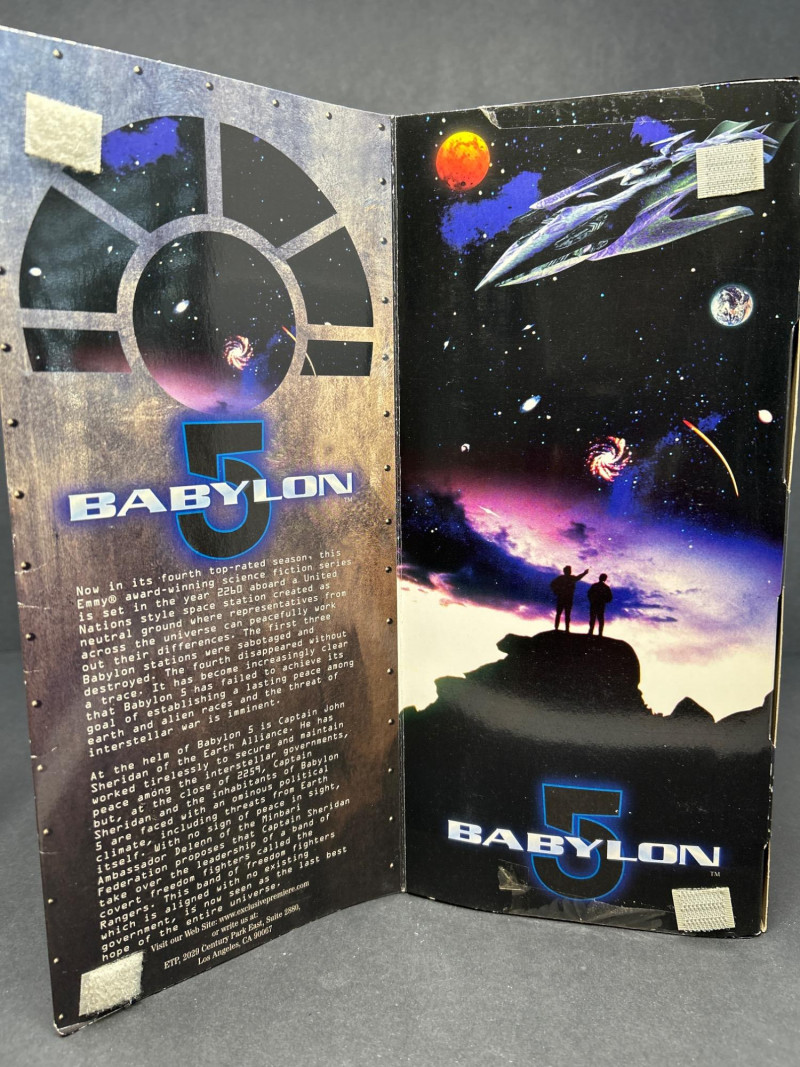 5
BABYLON
™
Now in its fourth top-rated season, this
Emmy® award-winning science fiction series
is set in the year 2260 aboard a United
Nations style space station created as
neutral ground where representatives from
across the universe can peacefully work
out their differences. The first three
Babylon stations were sabotaged and
destroyed. The fourth disappeared without
a trace. It has become increasingly clear
that Babylon 5 has failed to achieve its
goal of establishing a lasting peace among
earth and alien races and the threat of
interstellar war is imminent.
At the helm of Babylon 5 is Captain John
Sheridan of the Earth Alliance. He has
worked tirelessly to secure and maintain
peace among the interstellar governments,
but, at the close of 2259, Captain
Sheridan and the inhabitants of Babylon
5 are faced with an ominous political
climate, including threats from Earth
itself. With no sign of peace in sight,
Ambassador Delenn of the Minbari
Federation proposes that Captain Sheridan
take over the leadership of a band of
covert freedom fighters called the
Rangers. This band of freedom fighters
which is aligned with no existing
government, is now seen as the last best
hope of the entire universe.
Visit our Web Site: www.exclusivepremiere.com
or write us at:
ETP, 2029 Century Park East, Suite 2880,
Los Angeles, CA 90067
5
BABYLON
™